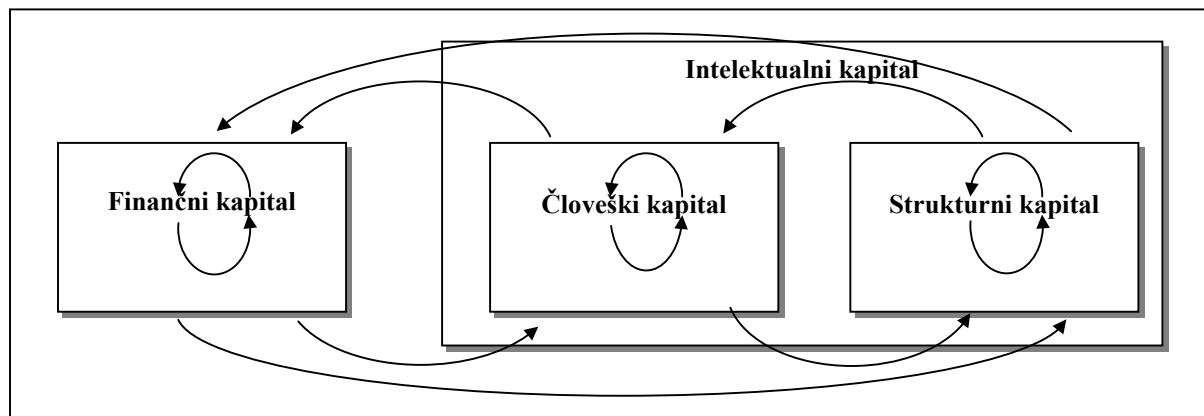 Intelektualni kapital
Finančni kapital
Človeški kapital
Strukturni kapital